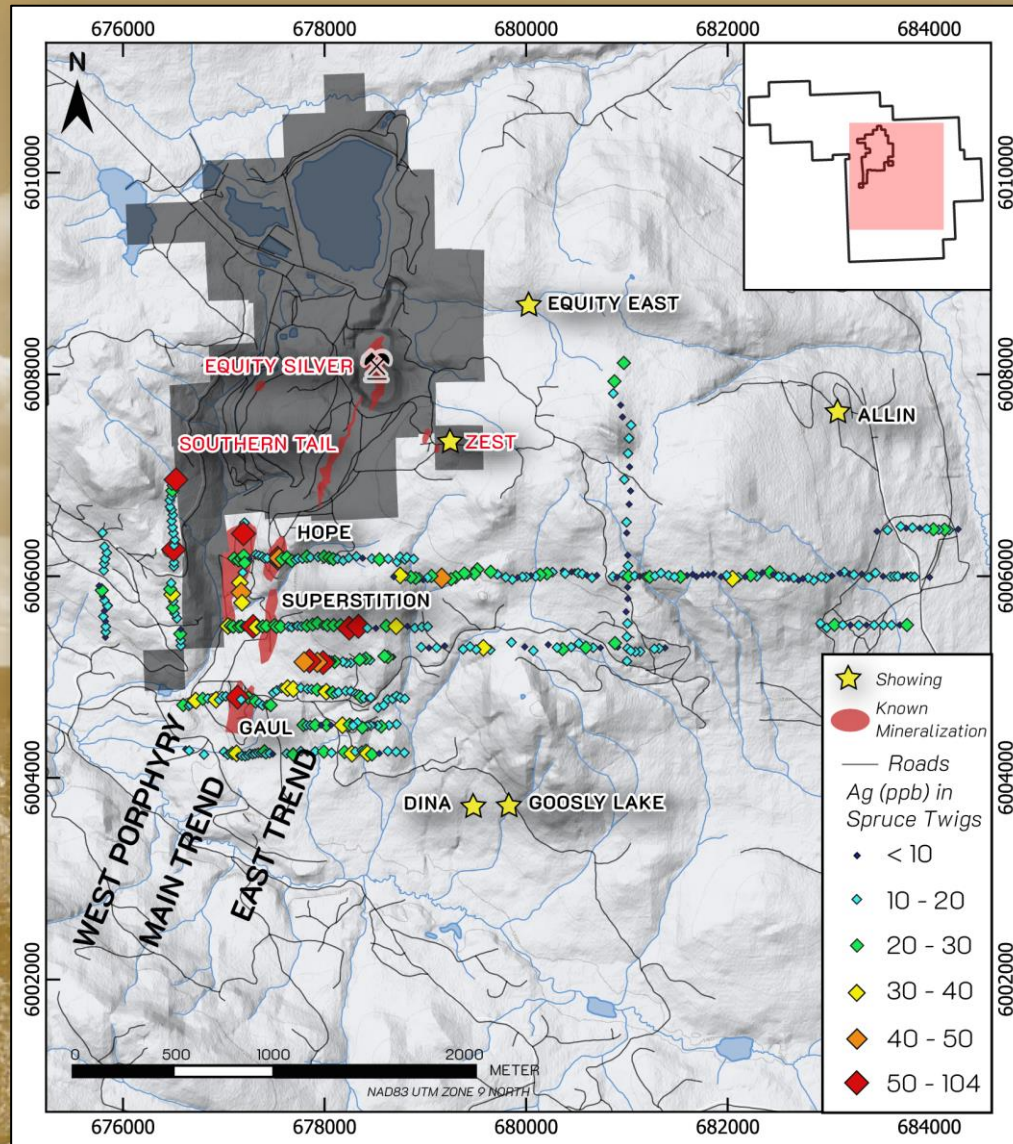 676000 678000 680000 682000 684000
N
6010000
6010000
EQUITY EAST
EQUITY SILVER
6008000
6008000
ALLIN
SOUTHERN TAIL
ZEST
HOPE
6006000
6006000
SUPERSTITION
GAUL
WEST PORPHYRY
MAIN TREND
EAST TREND
6004000
6004000
DINA
GOOSLY LAKE
6002000
6002000
Showing
Known
Mineralization
Roads
Ag (ppb) in
Spruce Twigs
< 10
10 - 20
20 - 30
30 - 40
40 - 50
50 - 104
0 500 1000 2000
METER
NAD83 UTM ZONE 9 NORTH
676000 678000 680000 682000 684000